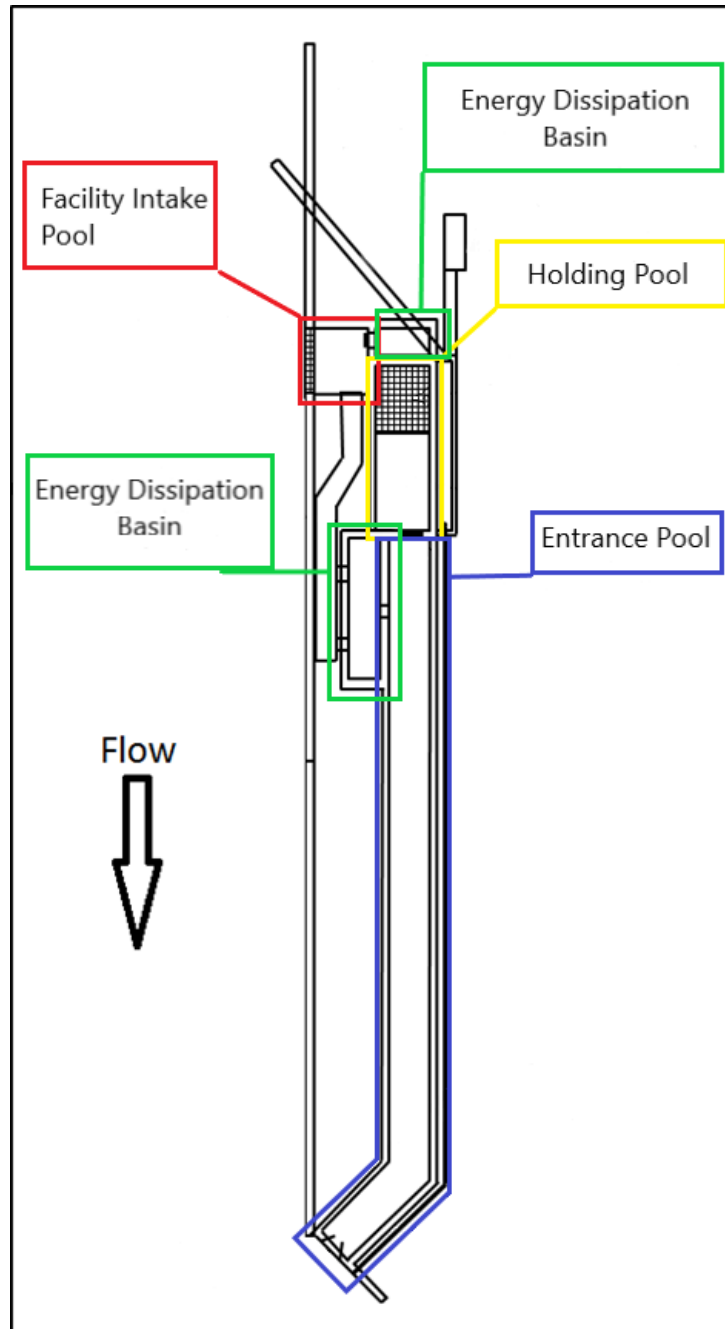 Energy Dissipation
Basin
Facility Intake
Pool
Holding Pool
Energy Dissipation
Basin
Entrance Pool
Flow